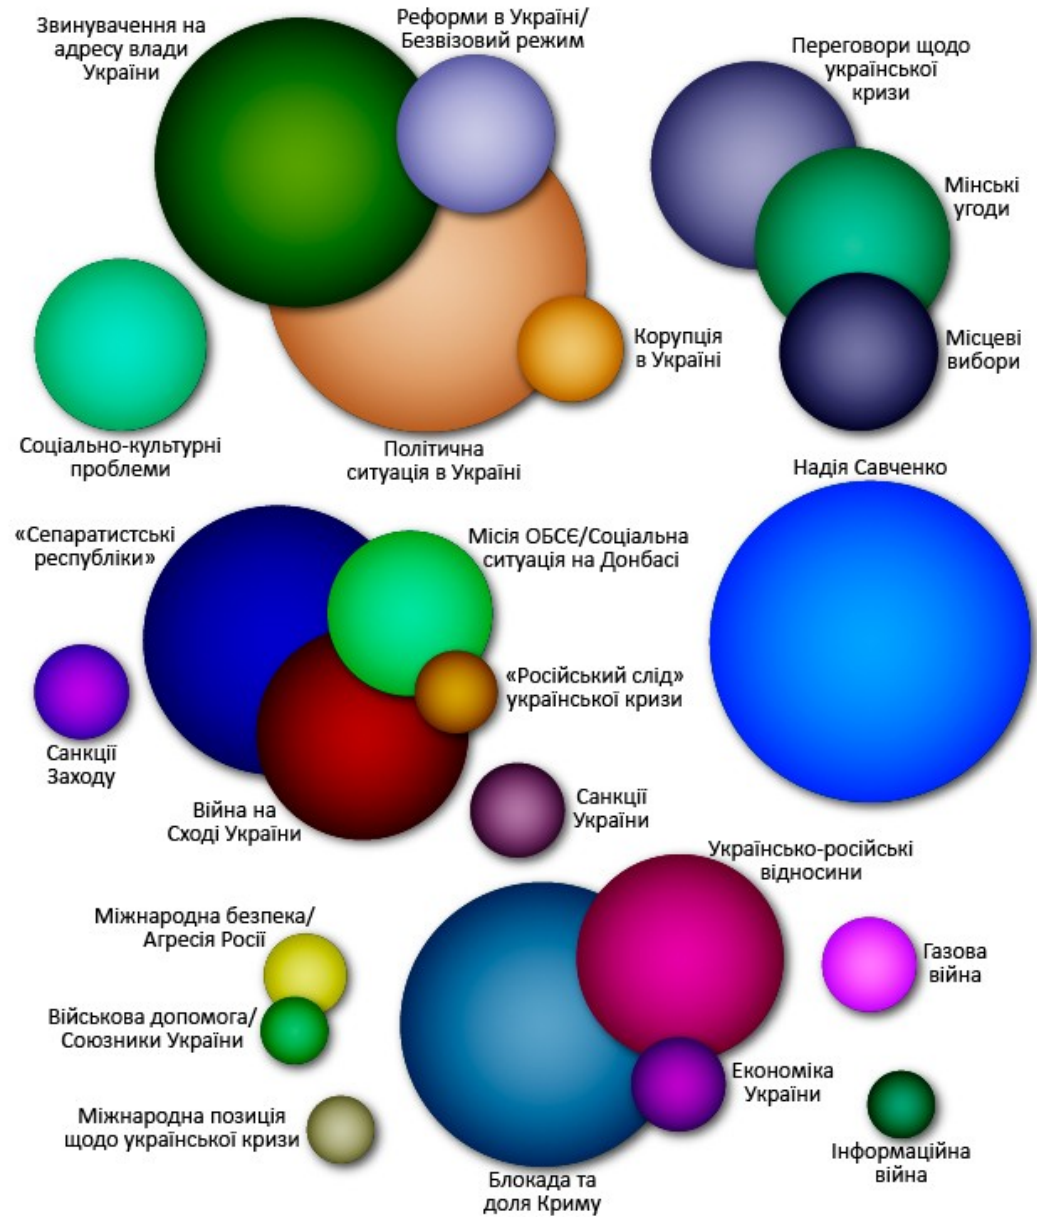 Звинувачення на
адресу влади
України
Реформи в Україні/
Безвізовий режим
Переговори щодо
української
кризи
Мінські
угоди
Корупція
в Україні
Місцеві
вибори
Соціально-культурні
проблеми
Політична
ситуація в Україні
Надія Савченко
«Сепаратистські
республіки»
Місія ОБСЄ/Соціальна
ситуація на Донбасі
«Російський слід»
української кризи
Санкції
Заходу
Війна на
Сході України
Санкції
України
Українсько-російські
відносини
Міжнародна безпека/
Агресія Росії
Газова
війна
Військова допомога/
Союзники України
Економіка
України
Міжнародна позиція
щодо української кризи
Інформаційна
війна
Блокада та
доля Криму